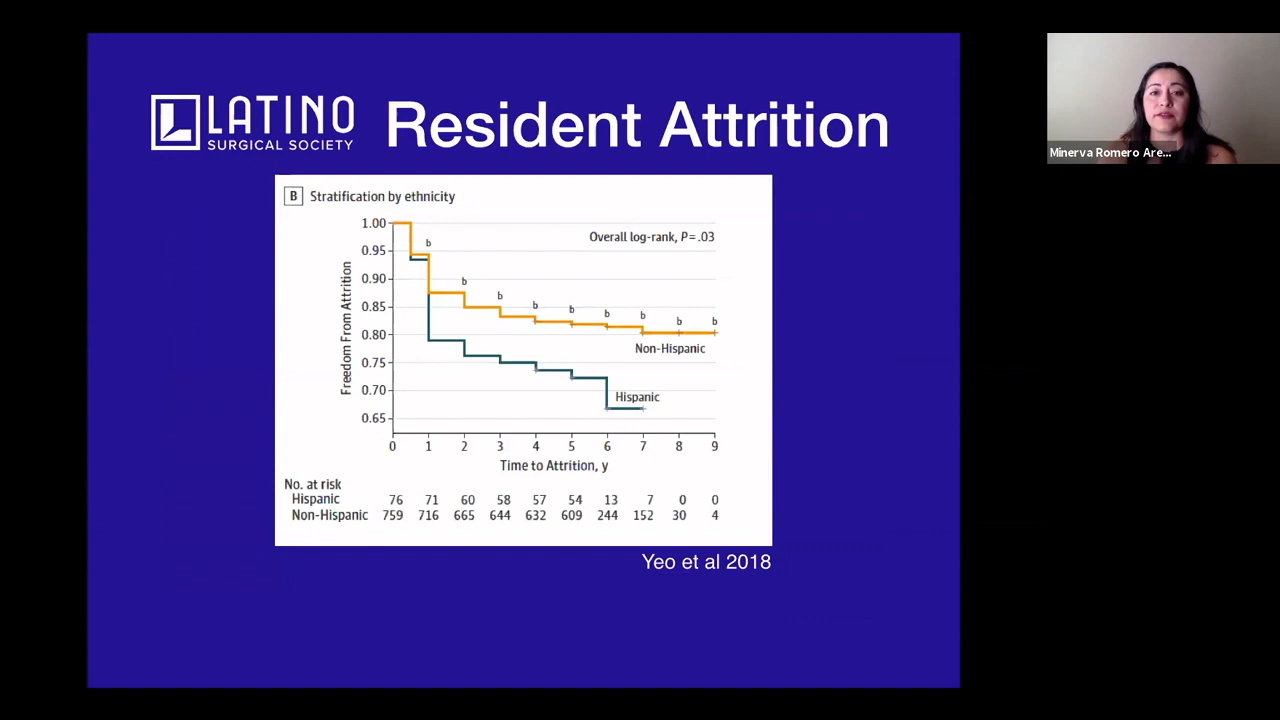 LATINO
SURGICAL SOCIETY
Resident Attrition
B Stratification by ethnicity
Overall log-rank, P = .03
Freedom From Attrition
1.00
0.95
0.90
0.85
0.80
0.75
0.70
0.65
b b b b b b b b b
Non-Hispanic
Hispanic
0 1 2 3 4 5 6 7 8 9
Time to Attrition, y
No. at risk
Hispanic 76 71 60 58 57 54 13 7 0 0
Non-Hispanic 759 716 665 644 632 609 244 152 30 4
Yeo et al 2018
Minerva Romero Are...